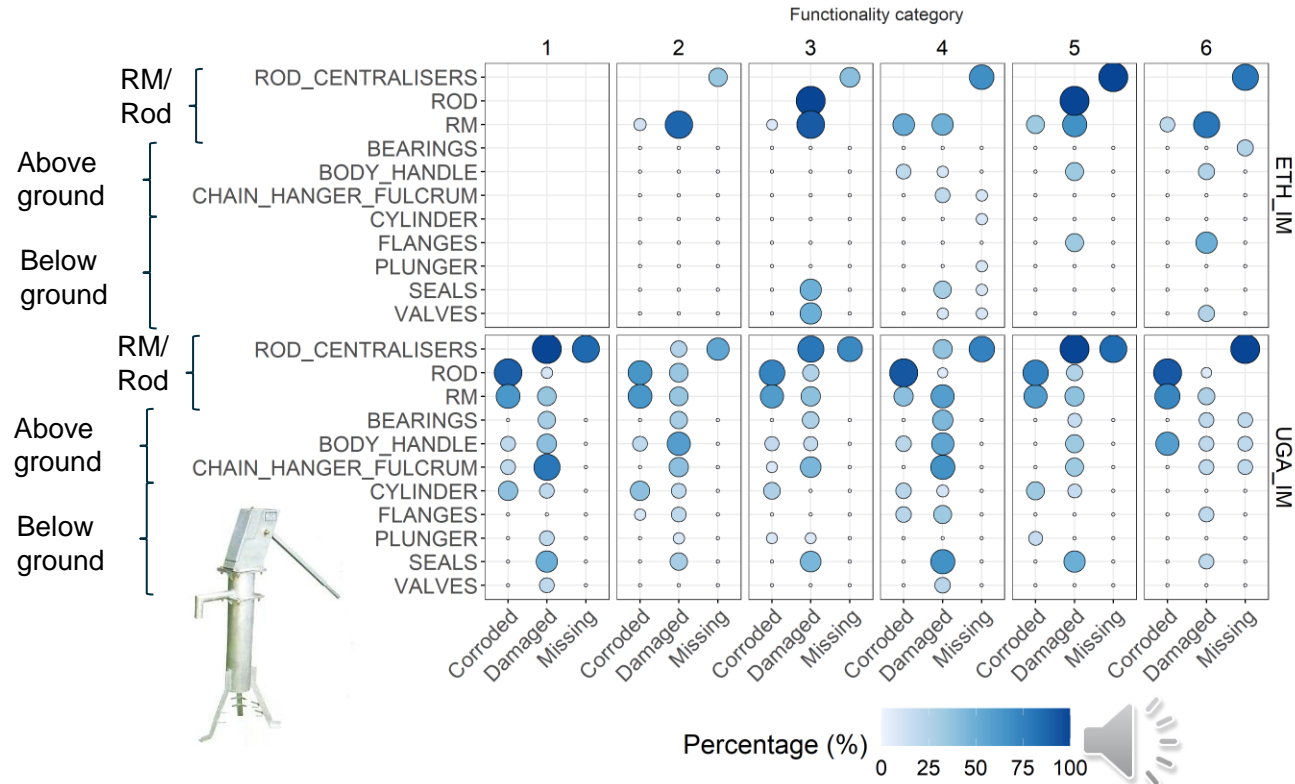 Functionality category
1 2 3 4 5 6
RM/
Rod
Above
ground
Below
ground
ROD_CENTRALISERS
ROD
RM
BEARINGS
BODY_HANDLE
CHAIN_HANGER_FULCRUM
CYLINDER
FLANGES
PLUNGER
SEALS
VALVES
ETH_IM
RM/
Rod
Above
ground
Below
ground
ROD_CENTRALISERS
ROD
RM
BEARINGS
BODY_HANDLE
CHAIN_HANGER_FULCRUM
CYLINDER
FLANGES
PLUNGER
SEALS
VALVES
UGA_IM
Corroded Damaged Missing Corroded Damaged Missing Corroded Damaged Missing Corroded Damaged Missing Corroded Damaged Missing Corroded Damaged Missing
Percentage (%)
0 25 50 75 100